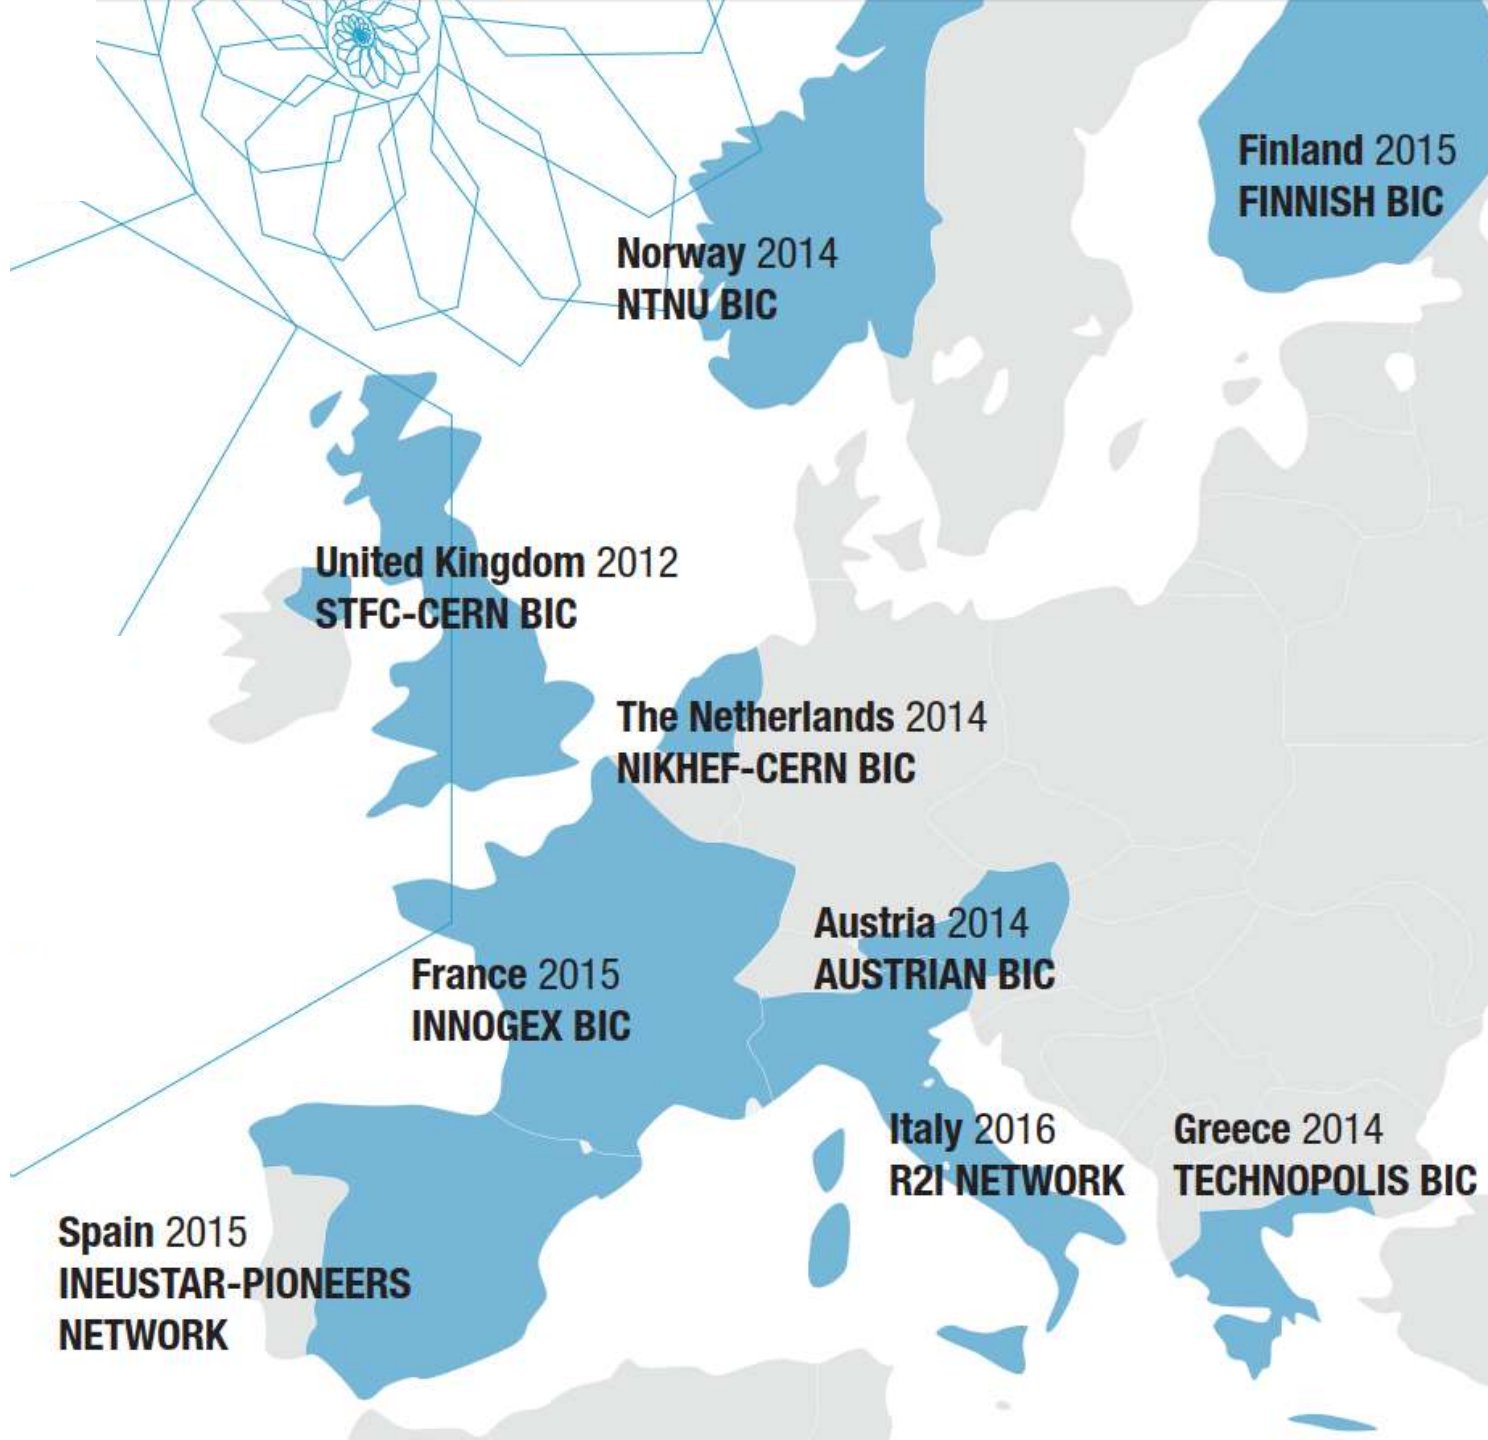 Finland 2015
FINNISH BIC
Norway 2014
NTNU BIC
United Kingdom 2012
STFC-CERN BIC
The Netherlands 2014
NIKHEF-CERN BIC
Austria 2014
AUSTRIAN BIC
France 2015
INNOGEX BIC
Italy 2016
R2I NETWORK
Greece 2014
TECHNOPOLIS BIC
Spain 2015
INEUSTAR-PIONEERS
NETWORK